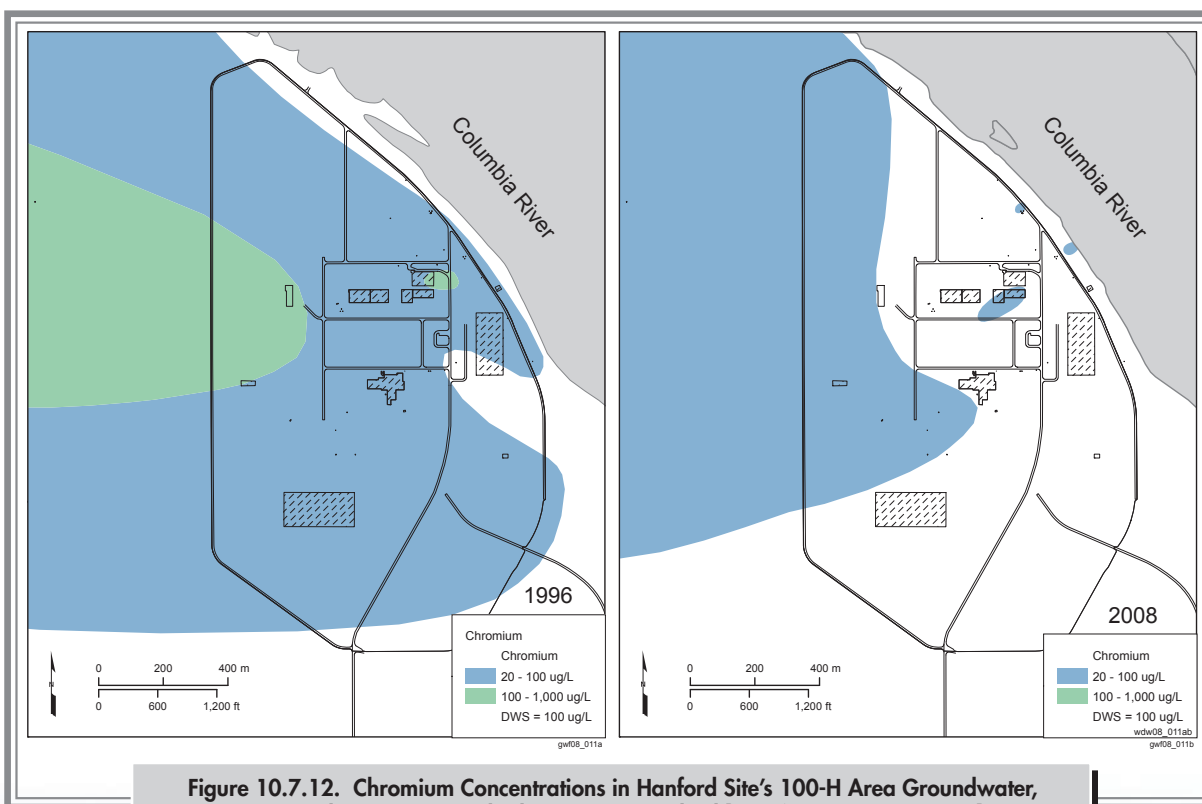 Columbia River
1996
Chromium
Chromium
20 - 100 ug/L
100 - 1,000 ug/L
DWS = 100 ug/L
N
0 200 400 m
0 600 1,200 ft
gwf08_011a
Columbia River
2008
Chromium
Chromium
20 - 100 ug/L
100 - 1,000 ug/L
DWS = 100 ug/L
wdw08_011ab
N
0 200 400 m
0 600 1,200 ft
gwf08_011b
Figure 10.7.12. Chromium Concentrations in Hanford Site's 100-H Area Groundwater,